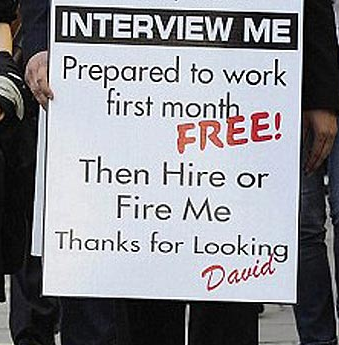 INTERVIEW ME
Prepared to work
first month
FREE!
Then Hire or
Fire Me
Thanks for Looking
David